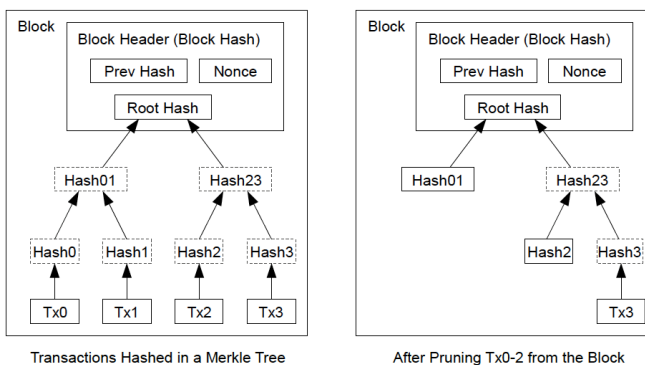 Block
Block Header (Block Hash)
Prev Hash
Nonce
Root Hash
Hash01
Hash23
Hash0
Hash1
Hash2
Hash3
Tx0
Tx1
Tx2
Tx3
Transactions Hashed in a Merkle Tree
Block
Block Header (Block Hash)
Prev Hash
Nonce
Root Hash
Hash01
Hash23
Hash2
Hash3
Tx3
After Pruning Tx0-2 from the Block